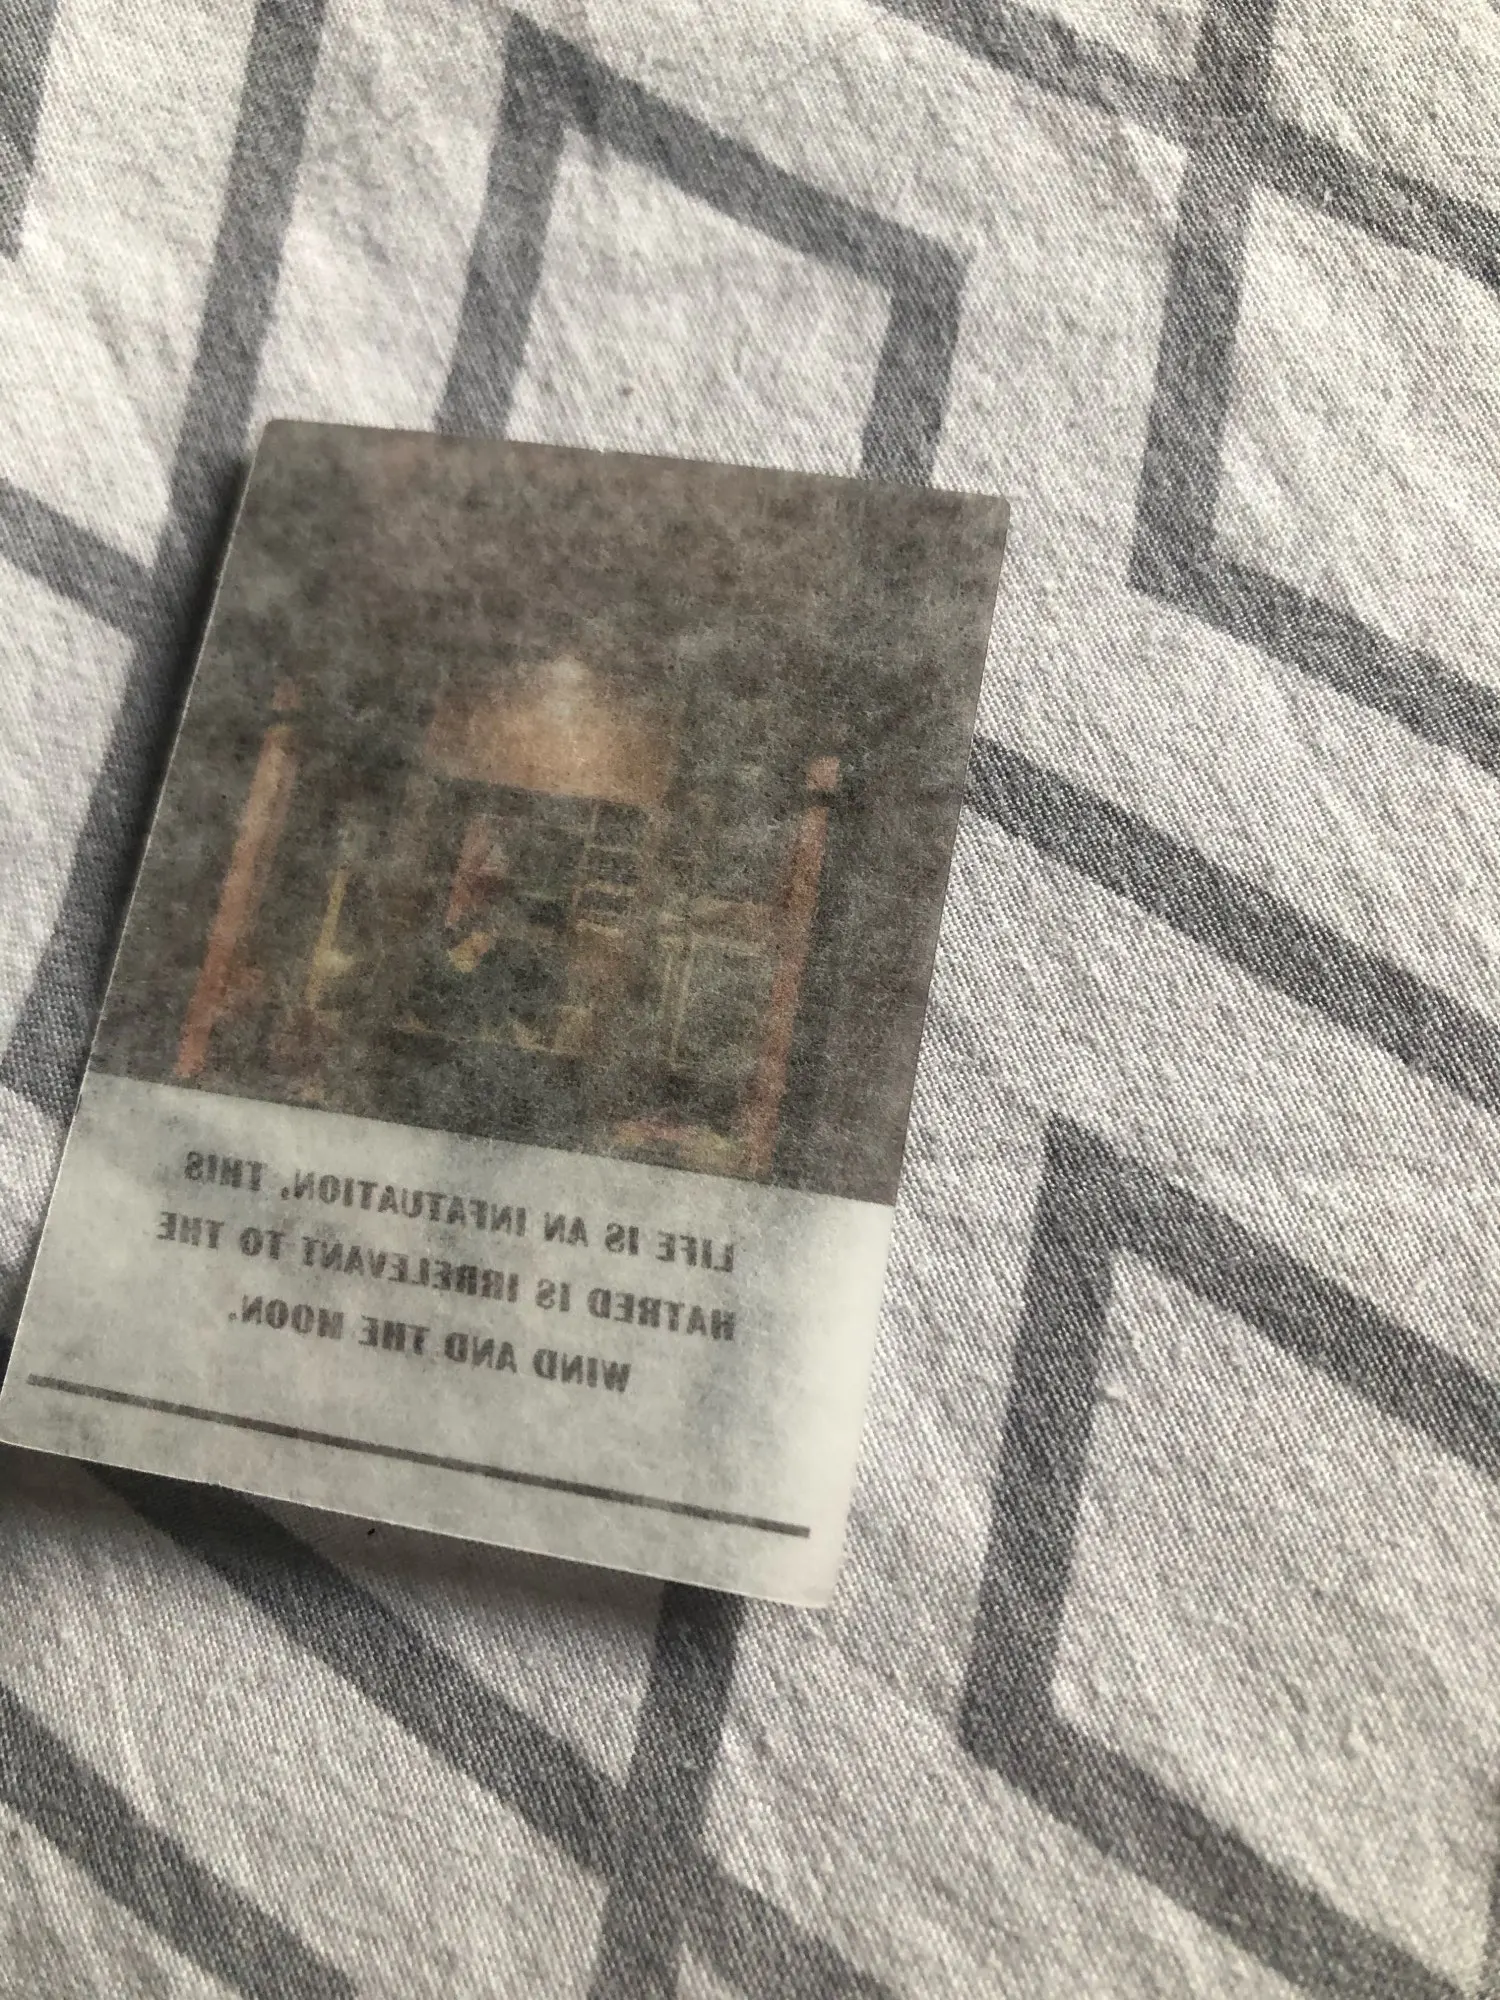 LIFE IS AN INFATUATION, THIS
HATRED IS IRRELEVANT TO THE
WIND AND THE MOON.